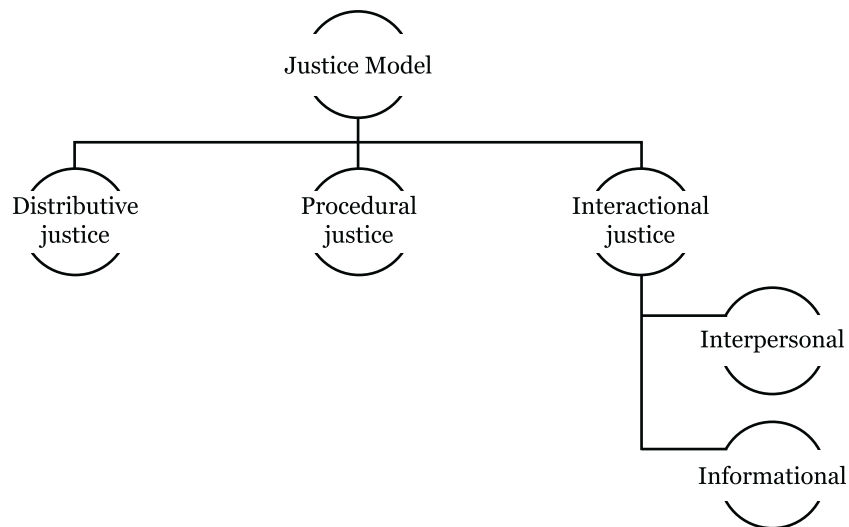 Justice Model
Distributive
justice
Procedural
justice
Interactional
justice
Interpersonal
Informational